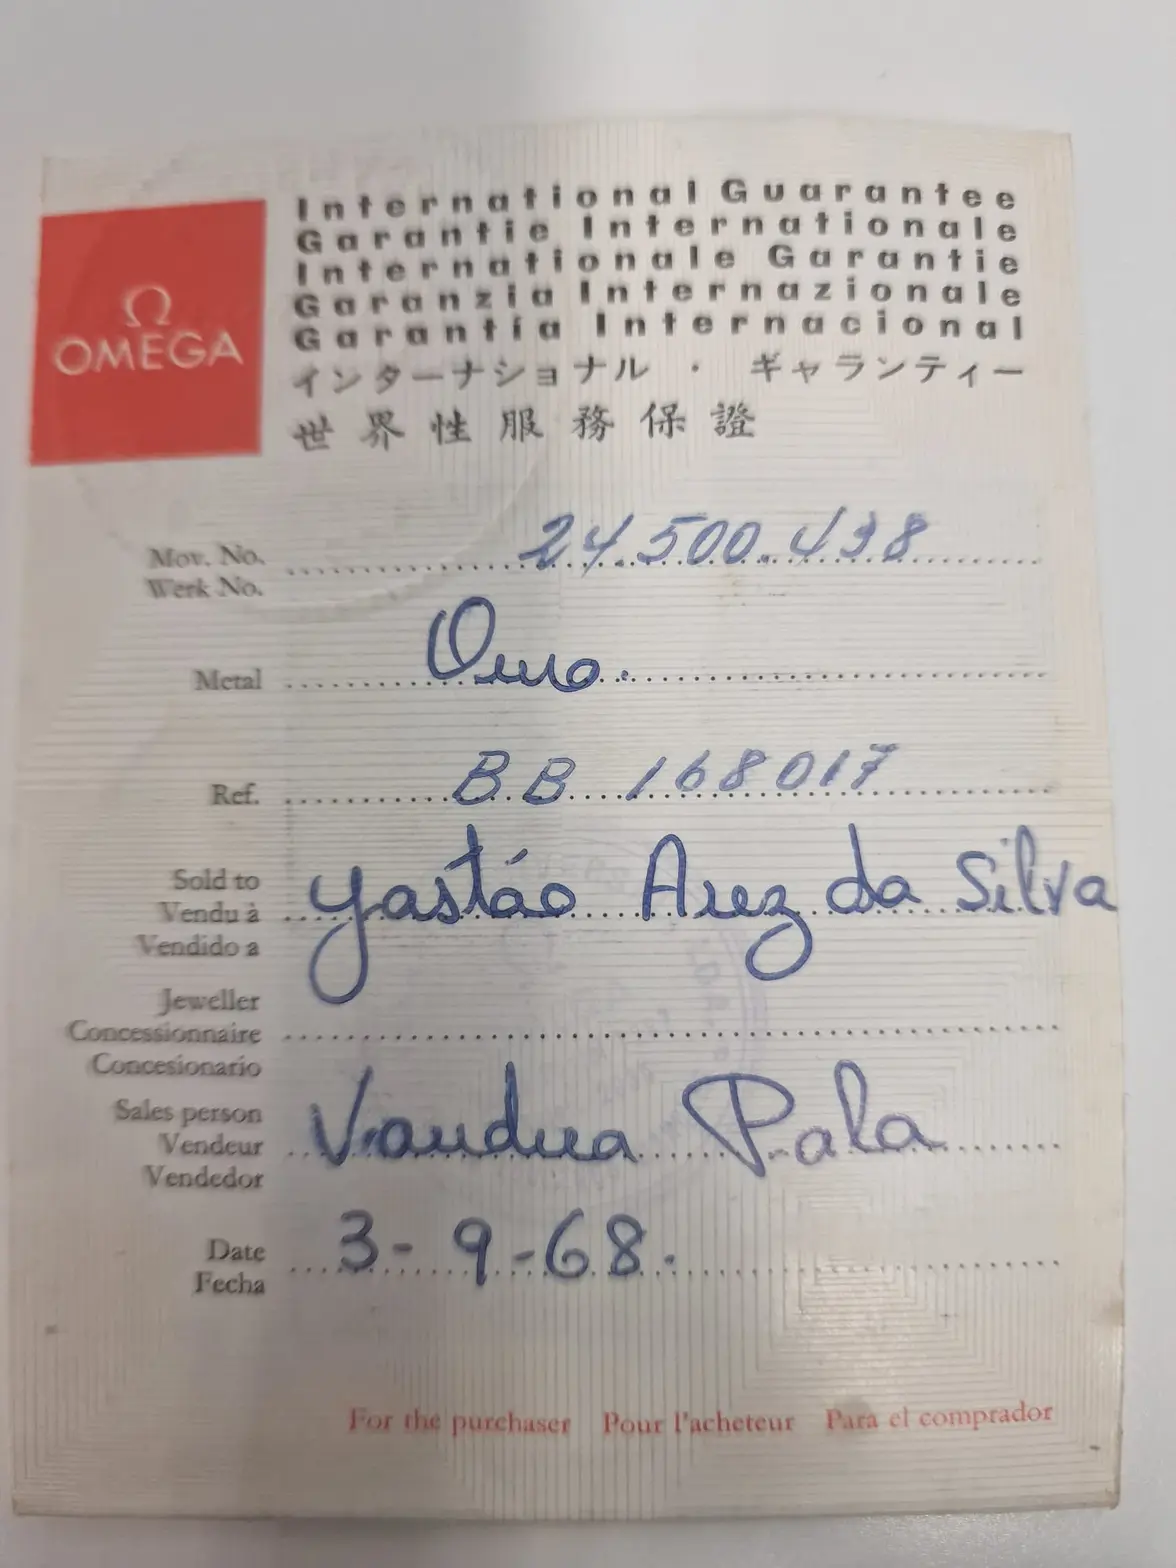 Ω
OMEGA
International Guarantee
Garantie Internationale
Internationale Garantie
Garanzia Internazionale
Garantia Internacional
インターナショナル・ギャランティー
世界性服務保證
Mov. No. 24.500.438
Werk No.
Metal Ouro.
Ref. BB 168017
Sold to
Vendu à Gastão Aruz da Silva
Vendido a
Jeweller
Concessionnaire
Concesionario
Sales person
Vendeur Pala
Vendedor
Date 3-9-68.
Fecha
For the purchaser Pour l'acheteur Para el comprador